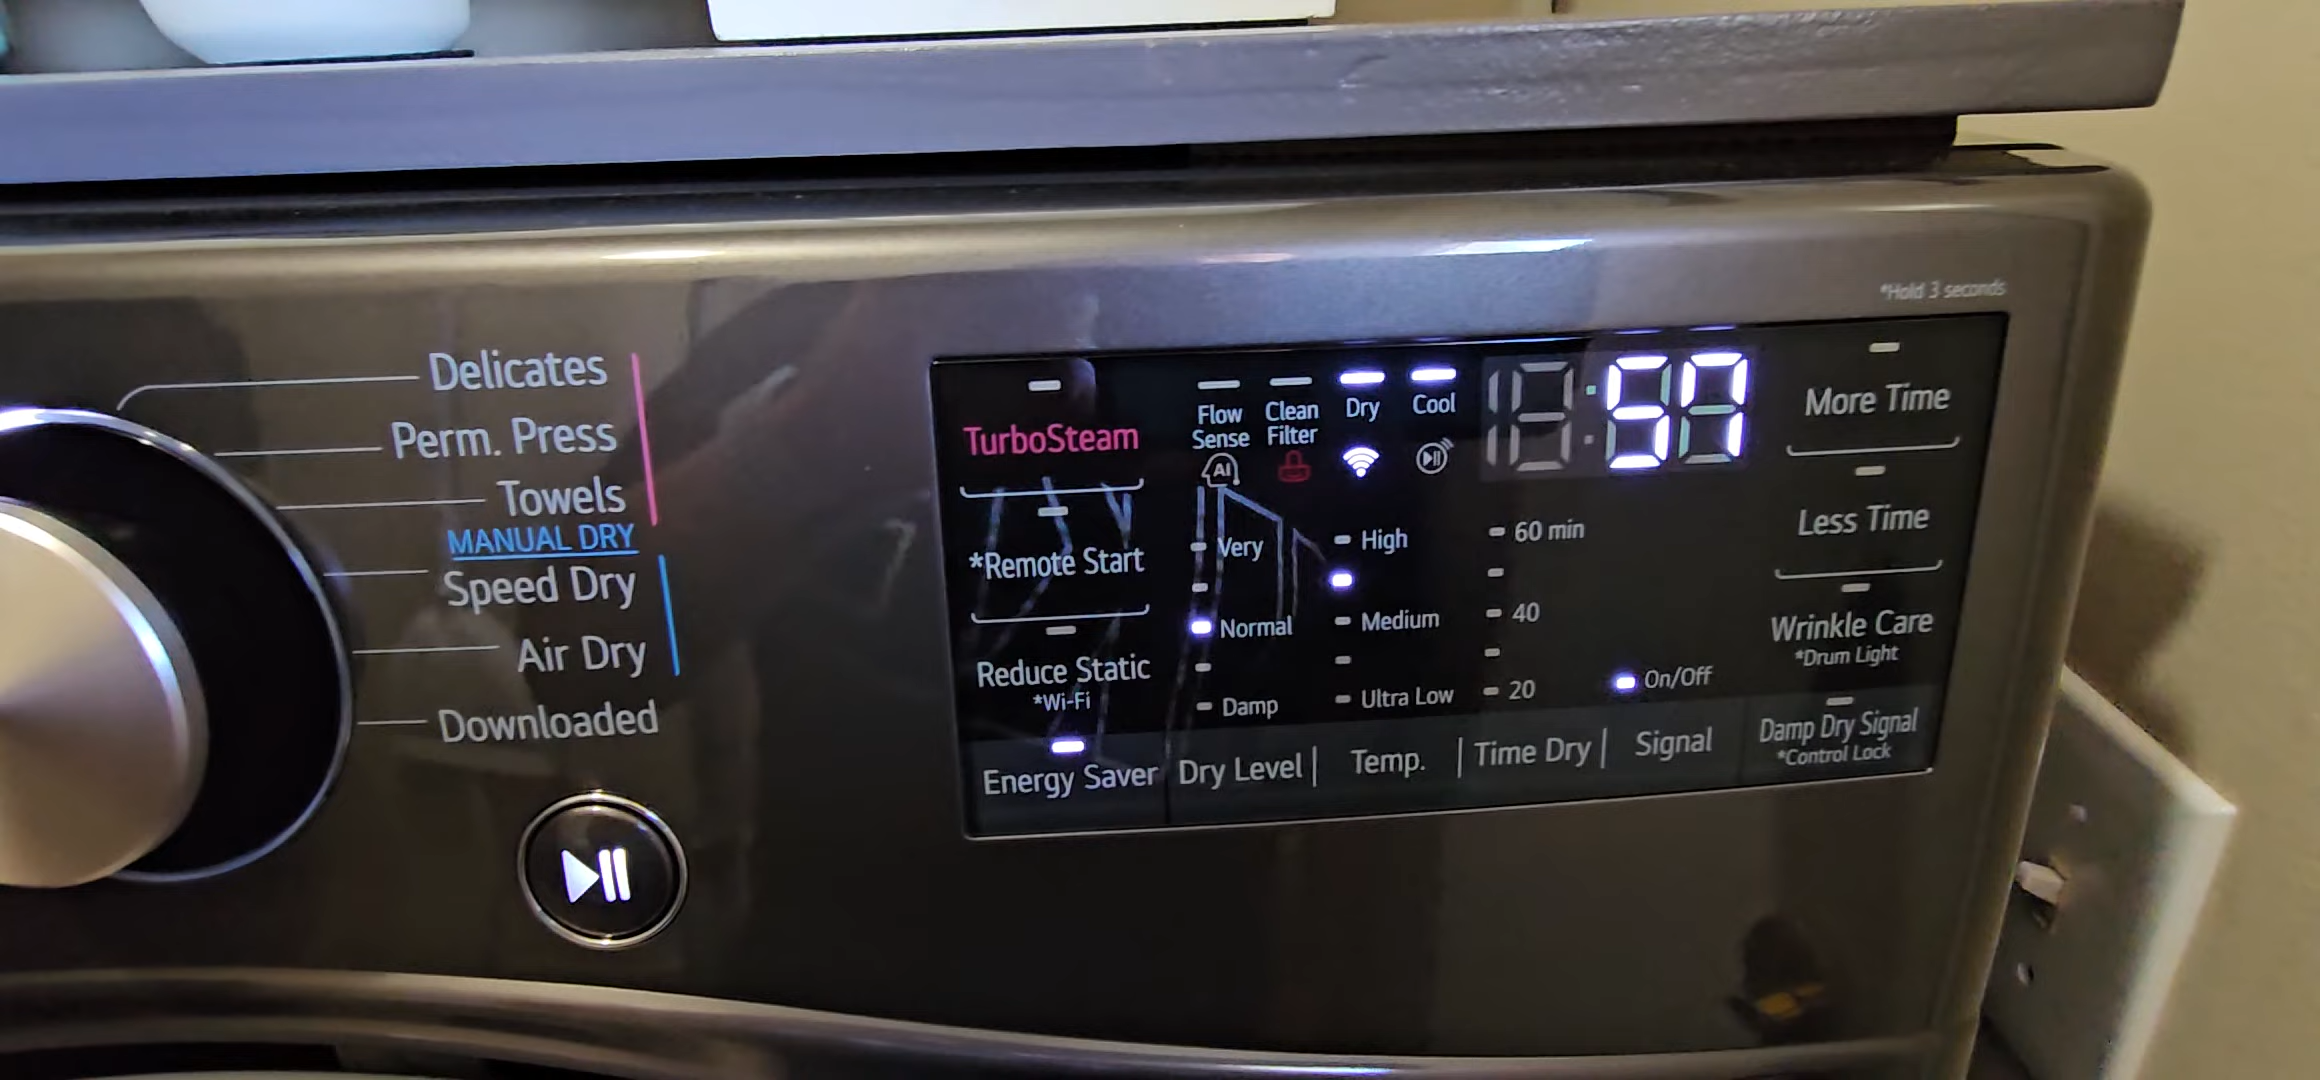 *Hold 3 seconds
Delicates
Perm. Press
Towels
MANUAL DRY
Speed Dry
Air Dry
Downloaded
TurboSteam
*Remote Start
Reduce Static
*Wi-Fi
Energy Saver
Flow Sense
Clean Filter
Dry
Cool
AI
57
Very
Normal
Damp
Dry Level
High
Medium
Ultra Low
Temp.
60 min
40
20
Time Dry
On/Off
Signal
More Time
Less Time
Wrinkle Care
*Drum Light
Damp Dry Signal
*Control Lock